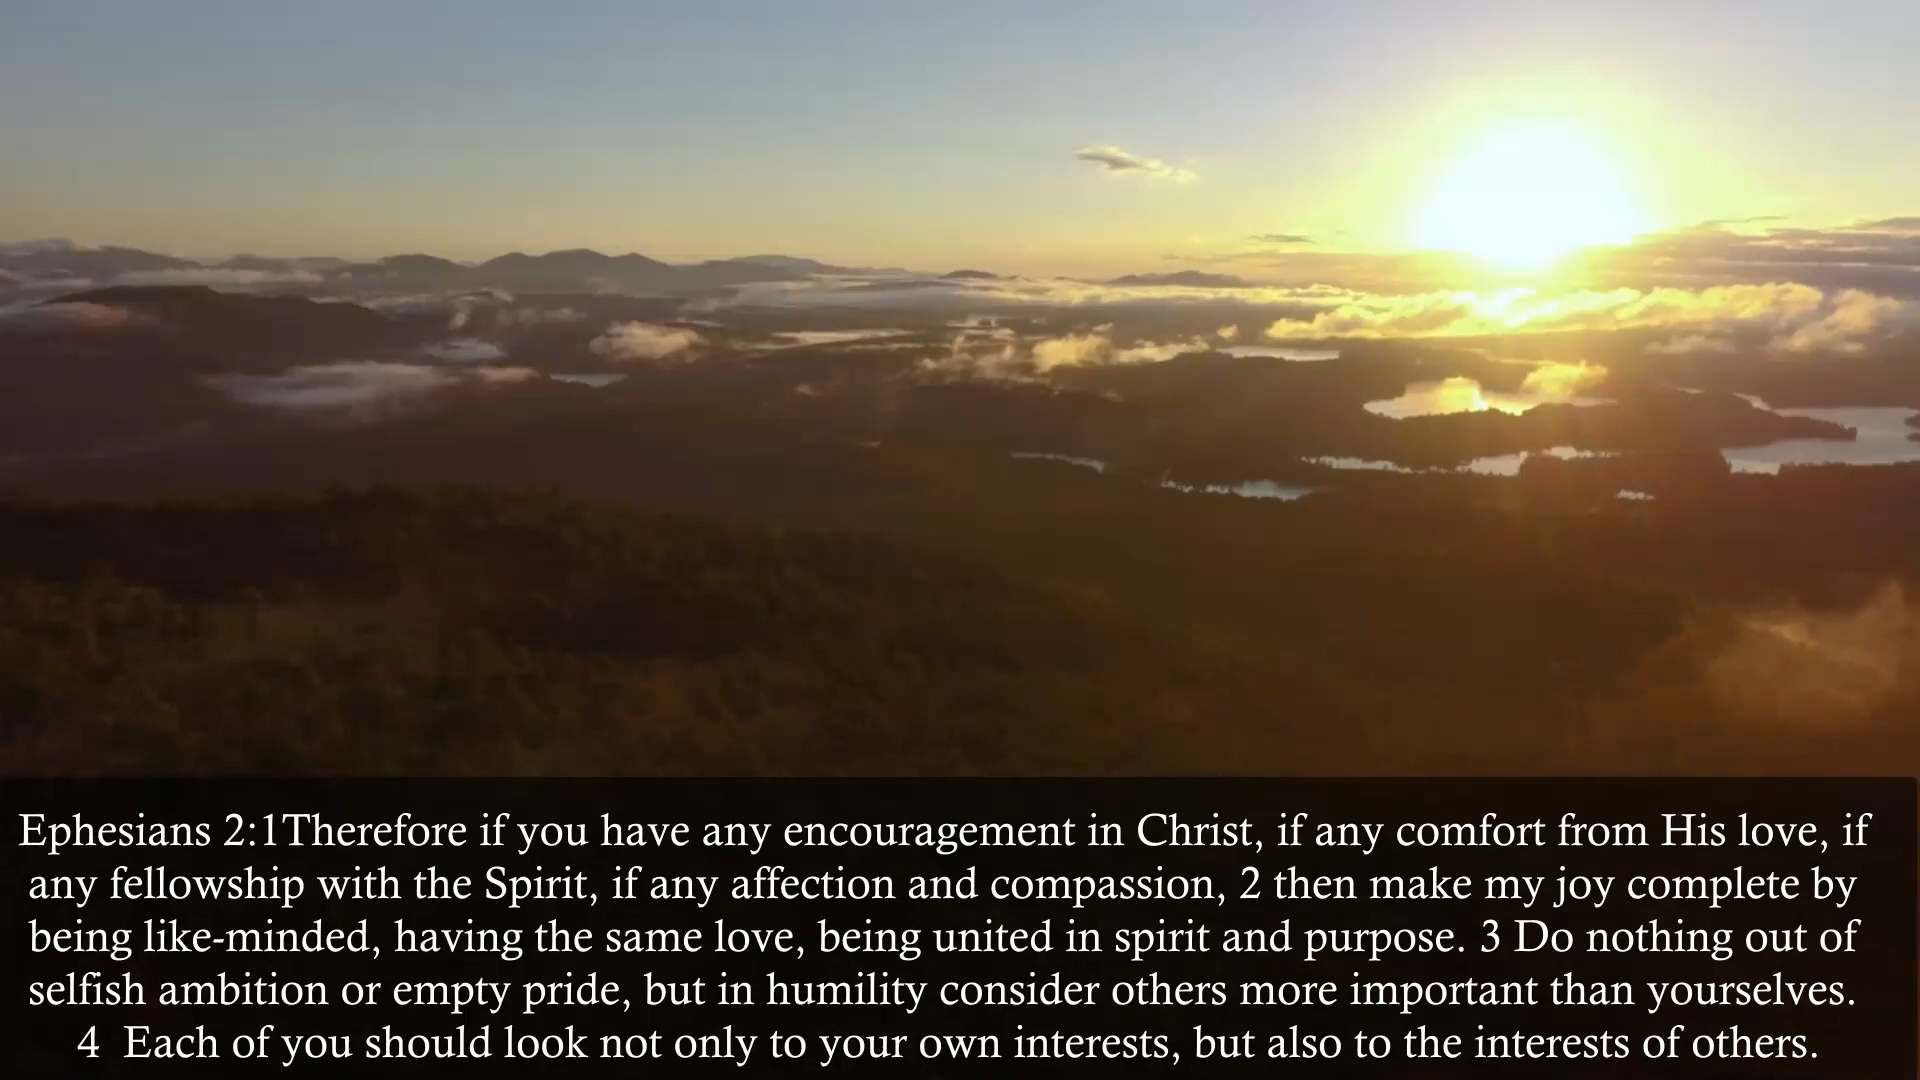 Ephesians 2:1Therefore if you have any encouragement in Christ, if any comfort from His love, if
any fellowship with the Spirit, if any affection and compassion, 2 then make my joy complete by
being like-minded, having the same love, being united in spirit and purpose. 3 Do nothing out of
selfish ambition or empty pride, but in humility consider others more important than yourselves.
4  Each of you should look not only to your own interests, but also to the interests of others.